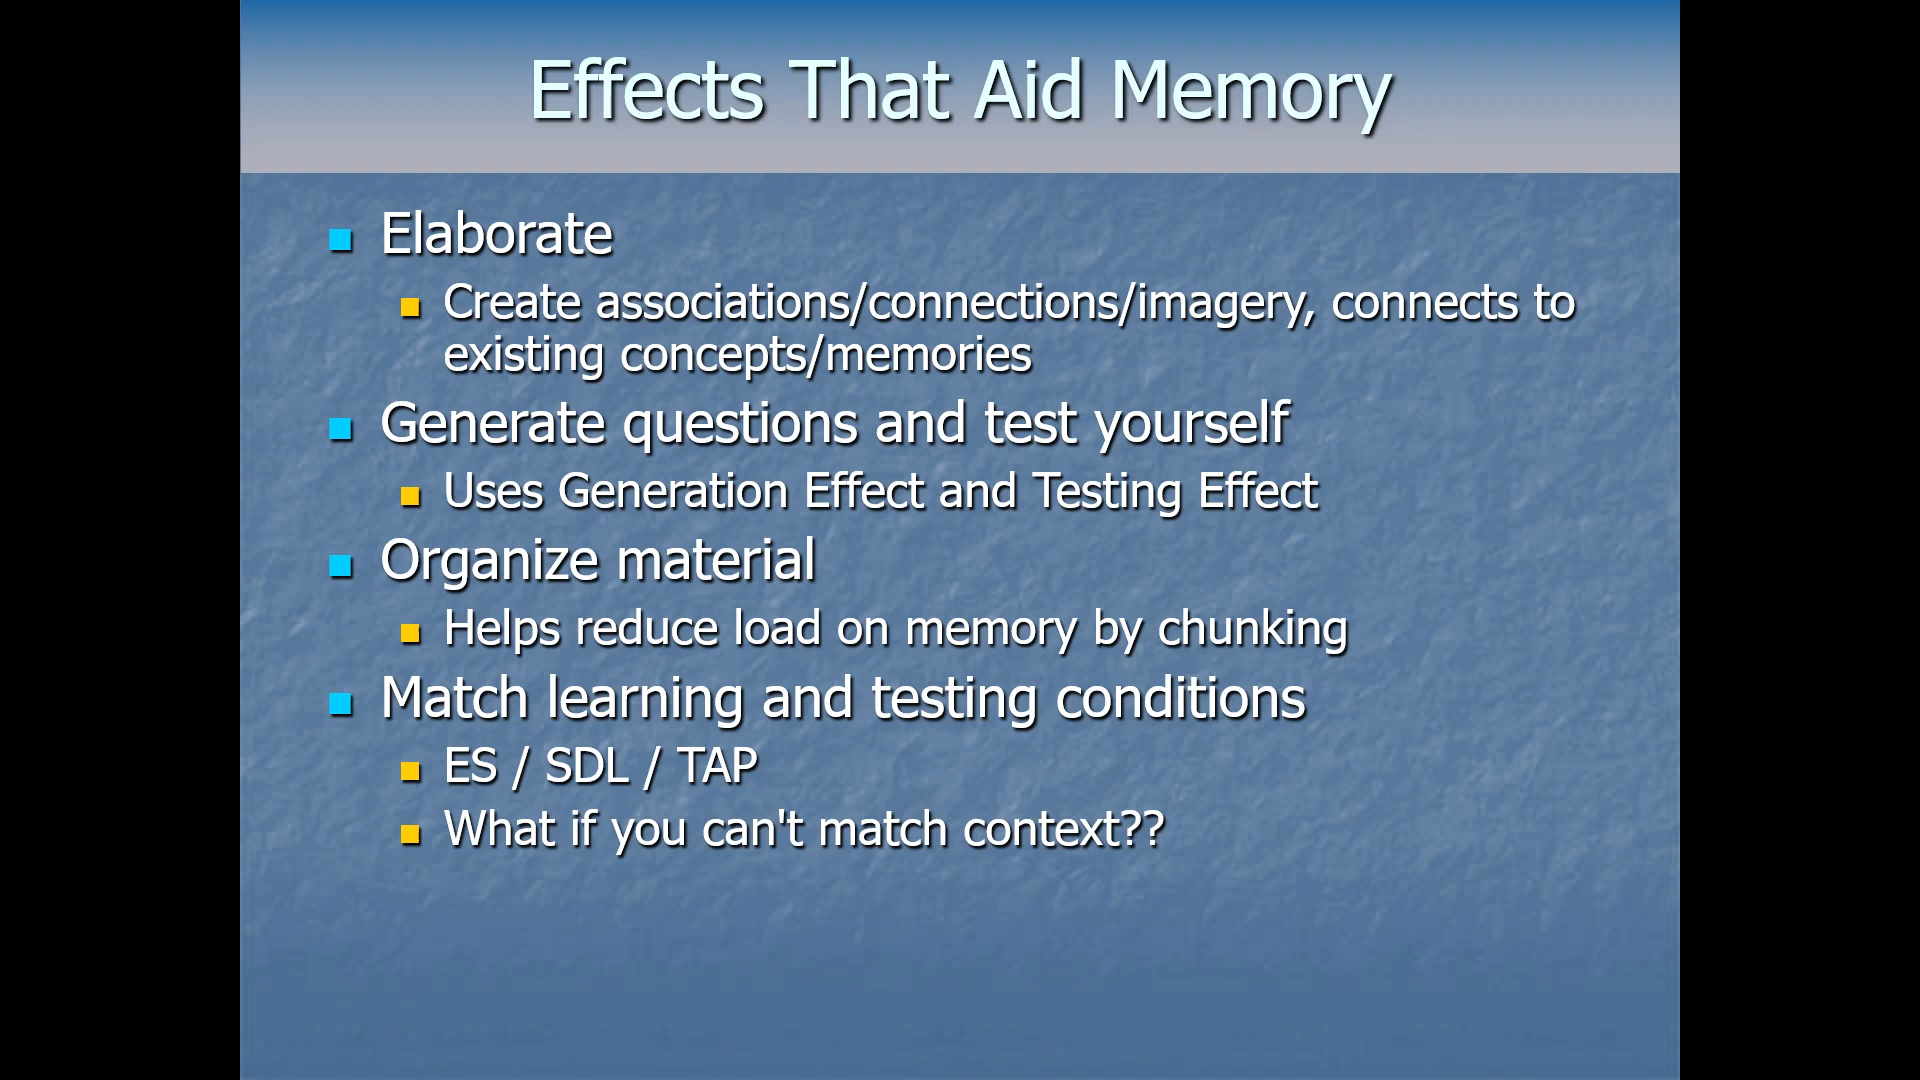 Effects That Aid Memory
Elaborate
Create associations/connections/imagery, connects to
existing concepts/memories
Generate questions and test yourself
Uses Generation Effect and Testing Effect
Organize material
Helps reduce load on memory by chunking
Match learning and testing conditions
ES / SDL / TAP
What if you can't match context??